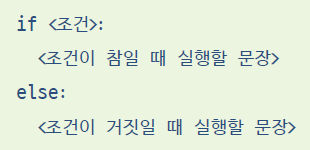 if <조건>:
  <조건이 참일 때 실행할 문장>
else:
  <조건이 거짓일 때 실행할 문장>